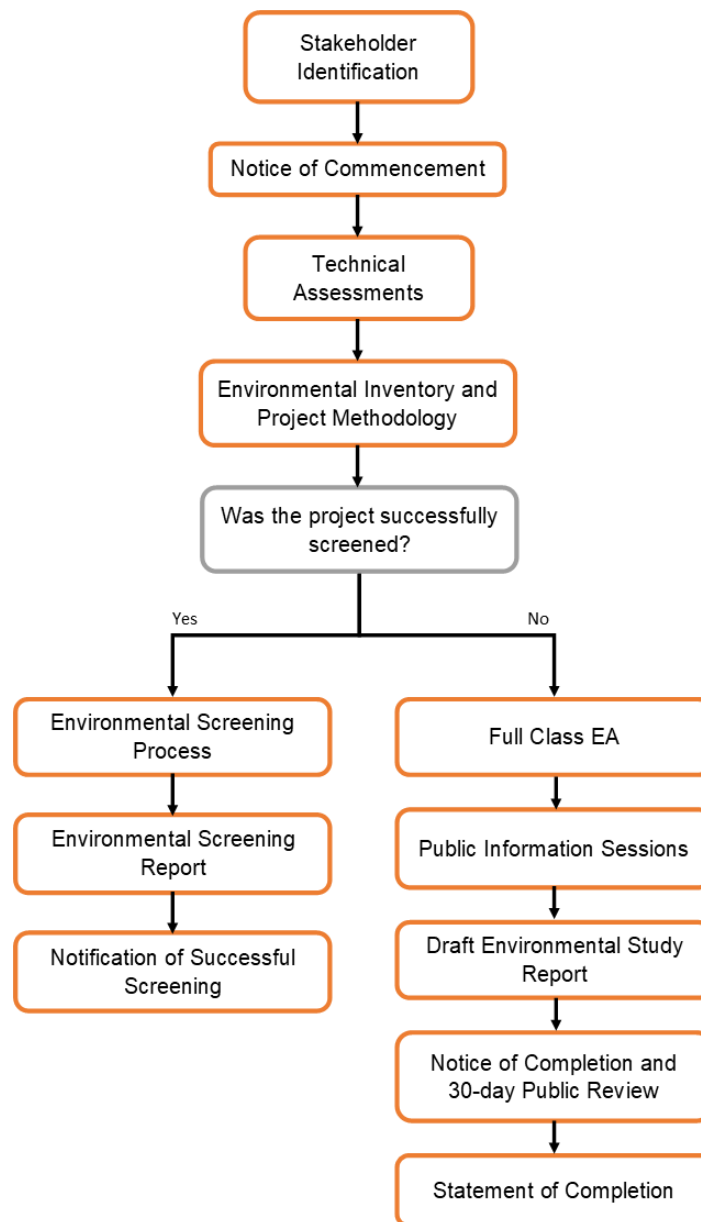 Stakeholder
Identification
Notice of Commencement
Technical
Assessments
Environmental Inventory and
Project Methodology
Was the project successfully
screened?
Yes
No
Environmental Screening
Process
Environmental Screening
Report
Notification of Successful
Screening
Full Class EA
Public Information Sessions
Draft Environmental Study
Report
Notice of Completion and
30-day Public Review
Statement of Completion